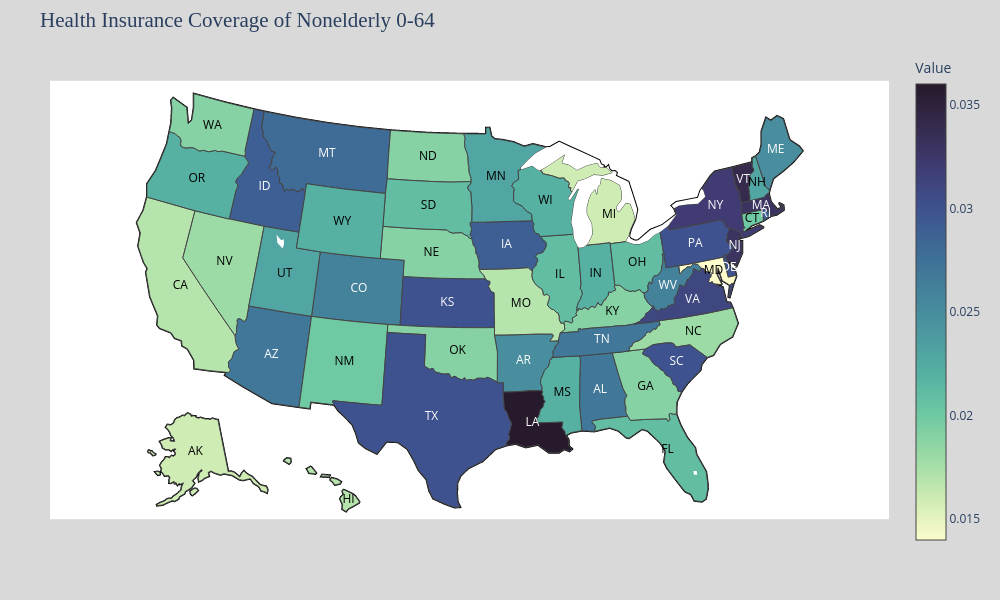 Health Insurance Coverage of Nonelderly 0-64
Value
0.035
0.03
0.025
0.02
0.015
WA
MT
ND
MN
ME
OR
ID
SD
WI
VT
NH
WY
MI
NY
MA
RI
CT
IA
PA
NJ
NE
NV
UT
IL
IN
OH
MD
DE
CA
CO
KS
MO
WV
VA
KY
NC
AZ
NM
OK
AR
TN
SC
MS
AL
GA
TX
LA
FL
AK
HI